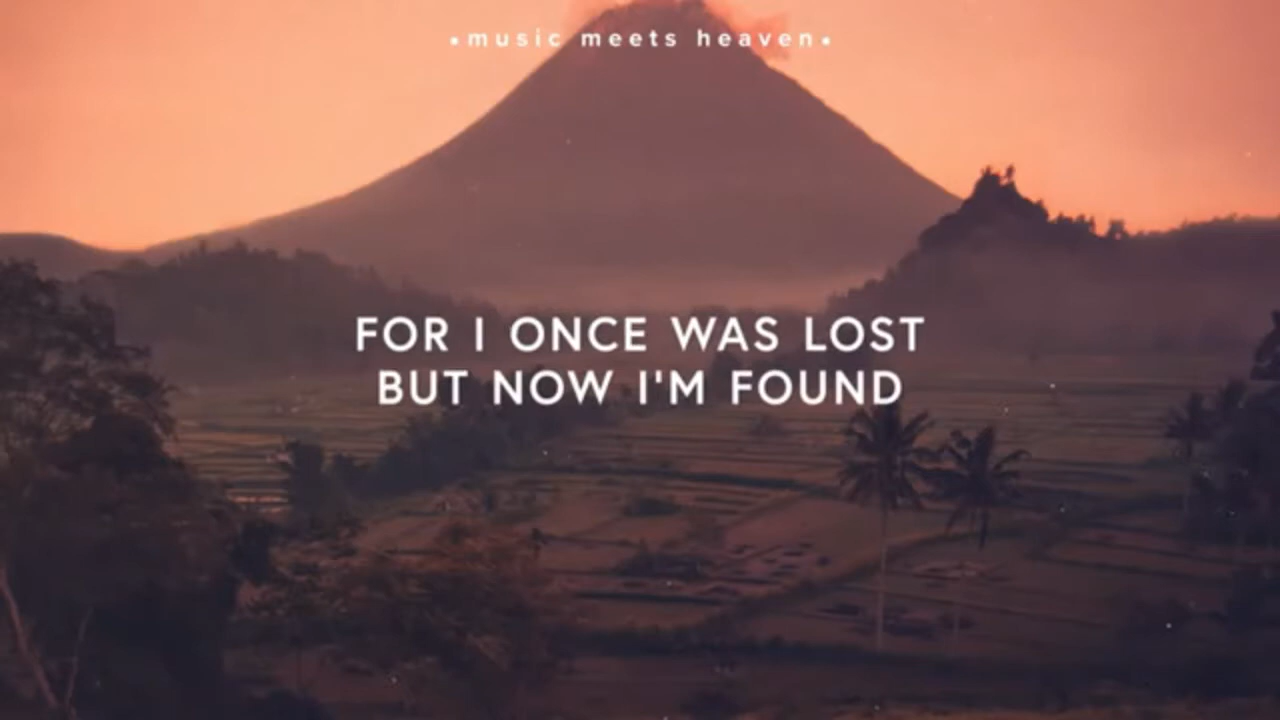 •music meets heaven•
FOR I ONCE WAS LOST
BUT NOW I'M FOUND